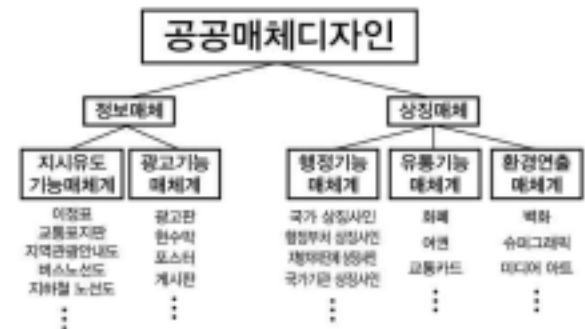 공공매체디자인
정보매체
상징매체
지시유도
기능매체계
광고기능
매체계
행정기능
매체계
유통기능
매체계
환경연출
매체계
이정표
교통표지판
지역관광안내도
버스노선도
지하철 노선도
광고판
현수막
포스터
게시판
국가 상징사인
행정부처 상징사인
국가기관 상징사인
화폐
여권
교통카드
벽화
슈퍼그래픽
미디어 아트